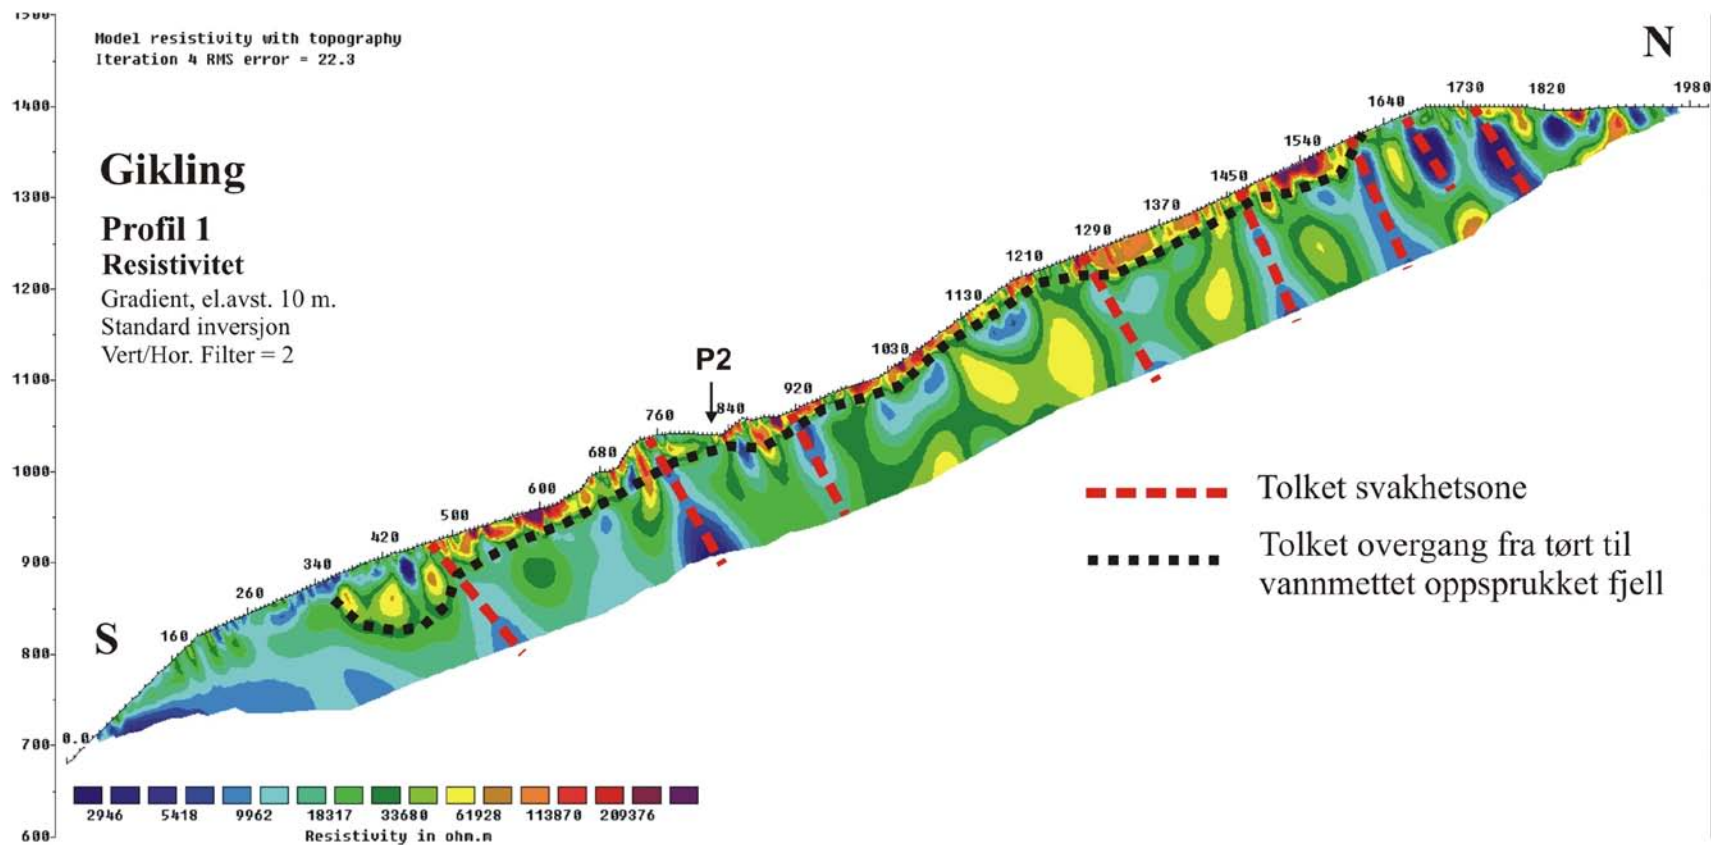 1500
Model resistivity with topography
Iteration 4 RMS error = 22.3
N
1400
1640
1730
1820
1980
Gikling
1540
1300
1450
Profil 1
1370
Resistivitet
1290
Gradient, el.avst. 10 m.
1210
1200
Standard inversjon
1130
Vert/Hor. Filter = 2
1030
P2
1100
920
840
760
680
1000
Tolket svakhetsone
600
500
Tolket overgang fra tørt til
420
vannmettet oppsprukket fjell
340
900
260
S
160
800
0.0
700
2946 5418 9962 18317 33680 61928 113870 209376
Resistivity in ohm.m
600